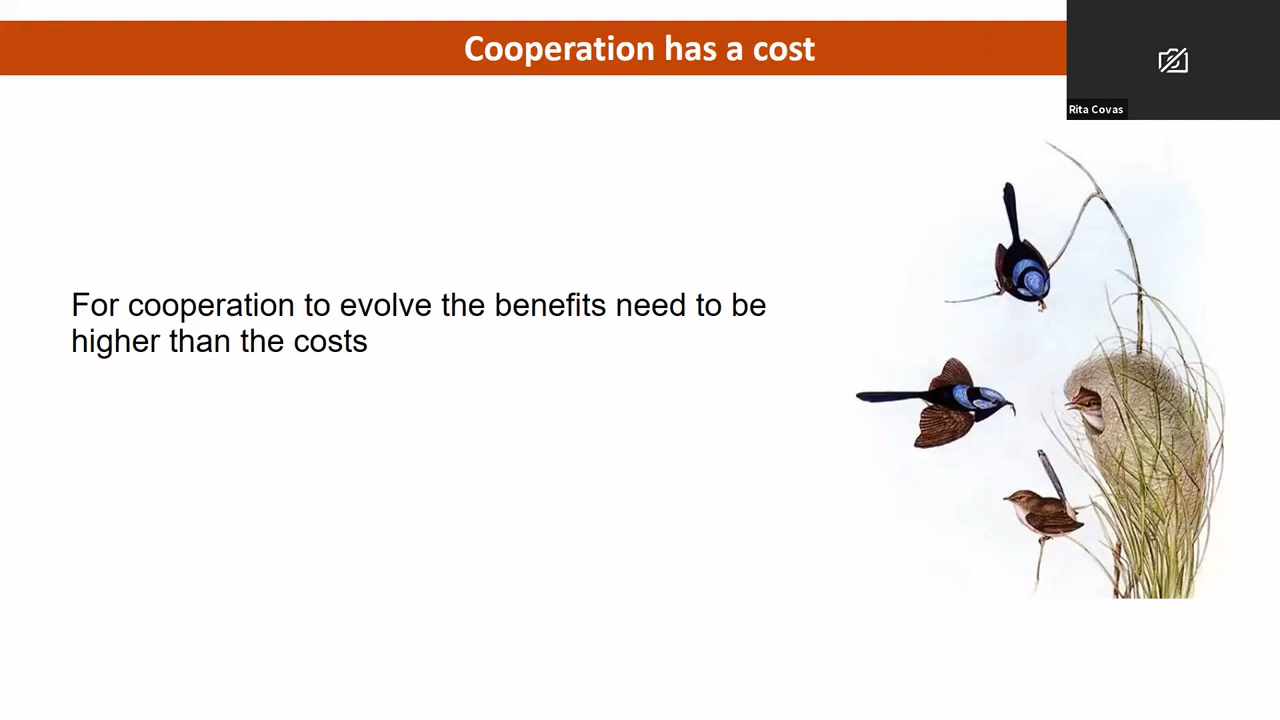 Cooperation has a cost
Rita Covas
For cooperation to evolve the benefits need to be
higher than the costs